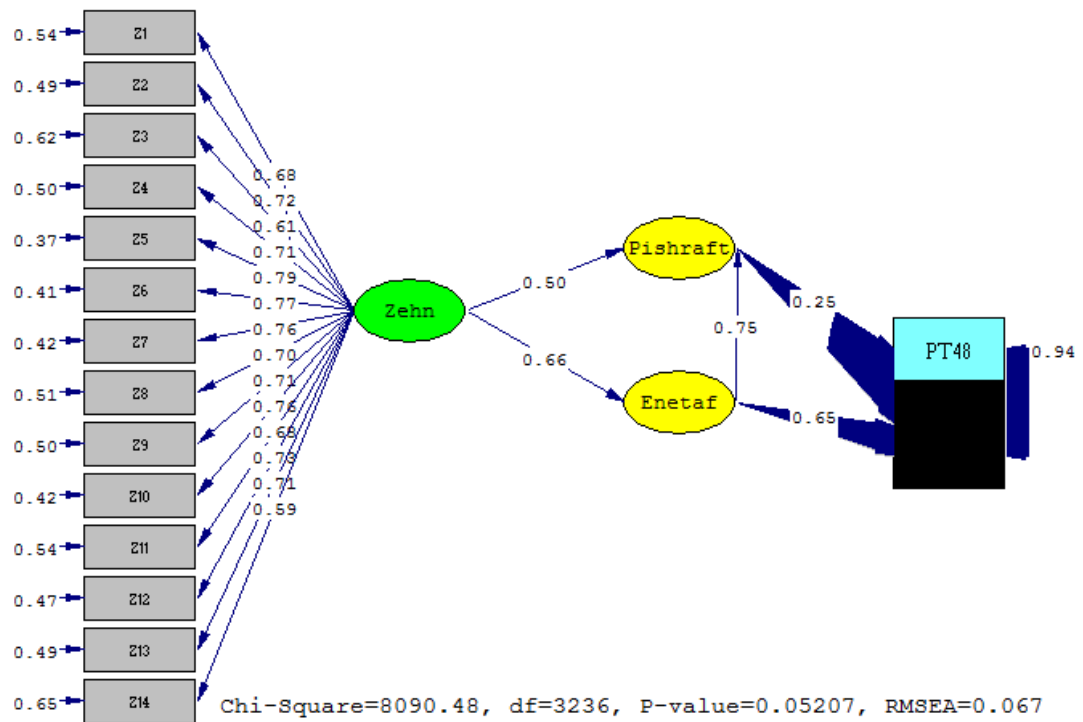 0.54 Z1
0.49 Z2
0.62 Z3
0.50 Z4
0.37 Z5
0.41 Z6
0.42 Z7
0.51 Z8
0.50 Z9
0.42 Z10
0.54 Z11
0.47 Z12
0.49 Z13
0.65 Z14
0.68
0.72
0.61
0.71
0.79
0.77
0.76
0.70
0.71
0.76
0.73
0.71
0.59
Zehn
0.50
0.66
Pishraft
0.75
Enetaf
0.25
0.65
PT48
0.94
Chi-Square=8090.48, df=3236, P-value=0.05207, RMSEA=0.067